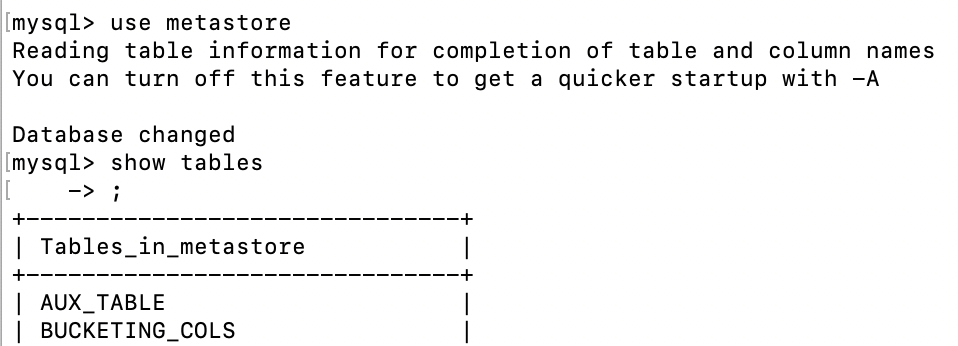 [mysql> use metastore
Reading table information for completion of table and column names
You can turn off this feature to get a quicker startup with -A

Database changed
[mysql> show tables
[    -> ;
+-------------------------------+
| Tables_in_metastore           |
+-------------------------------+
| AUX_TABLE                     |
| BUCKETING_COLS                |